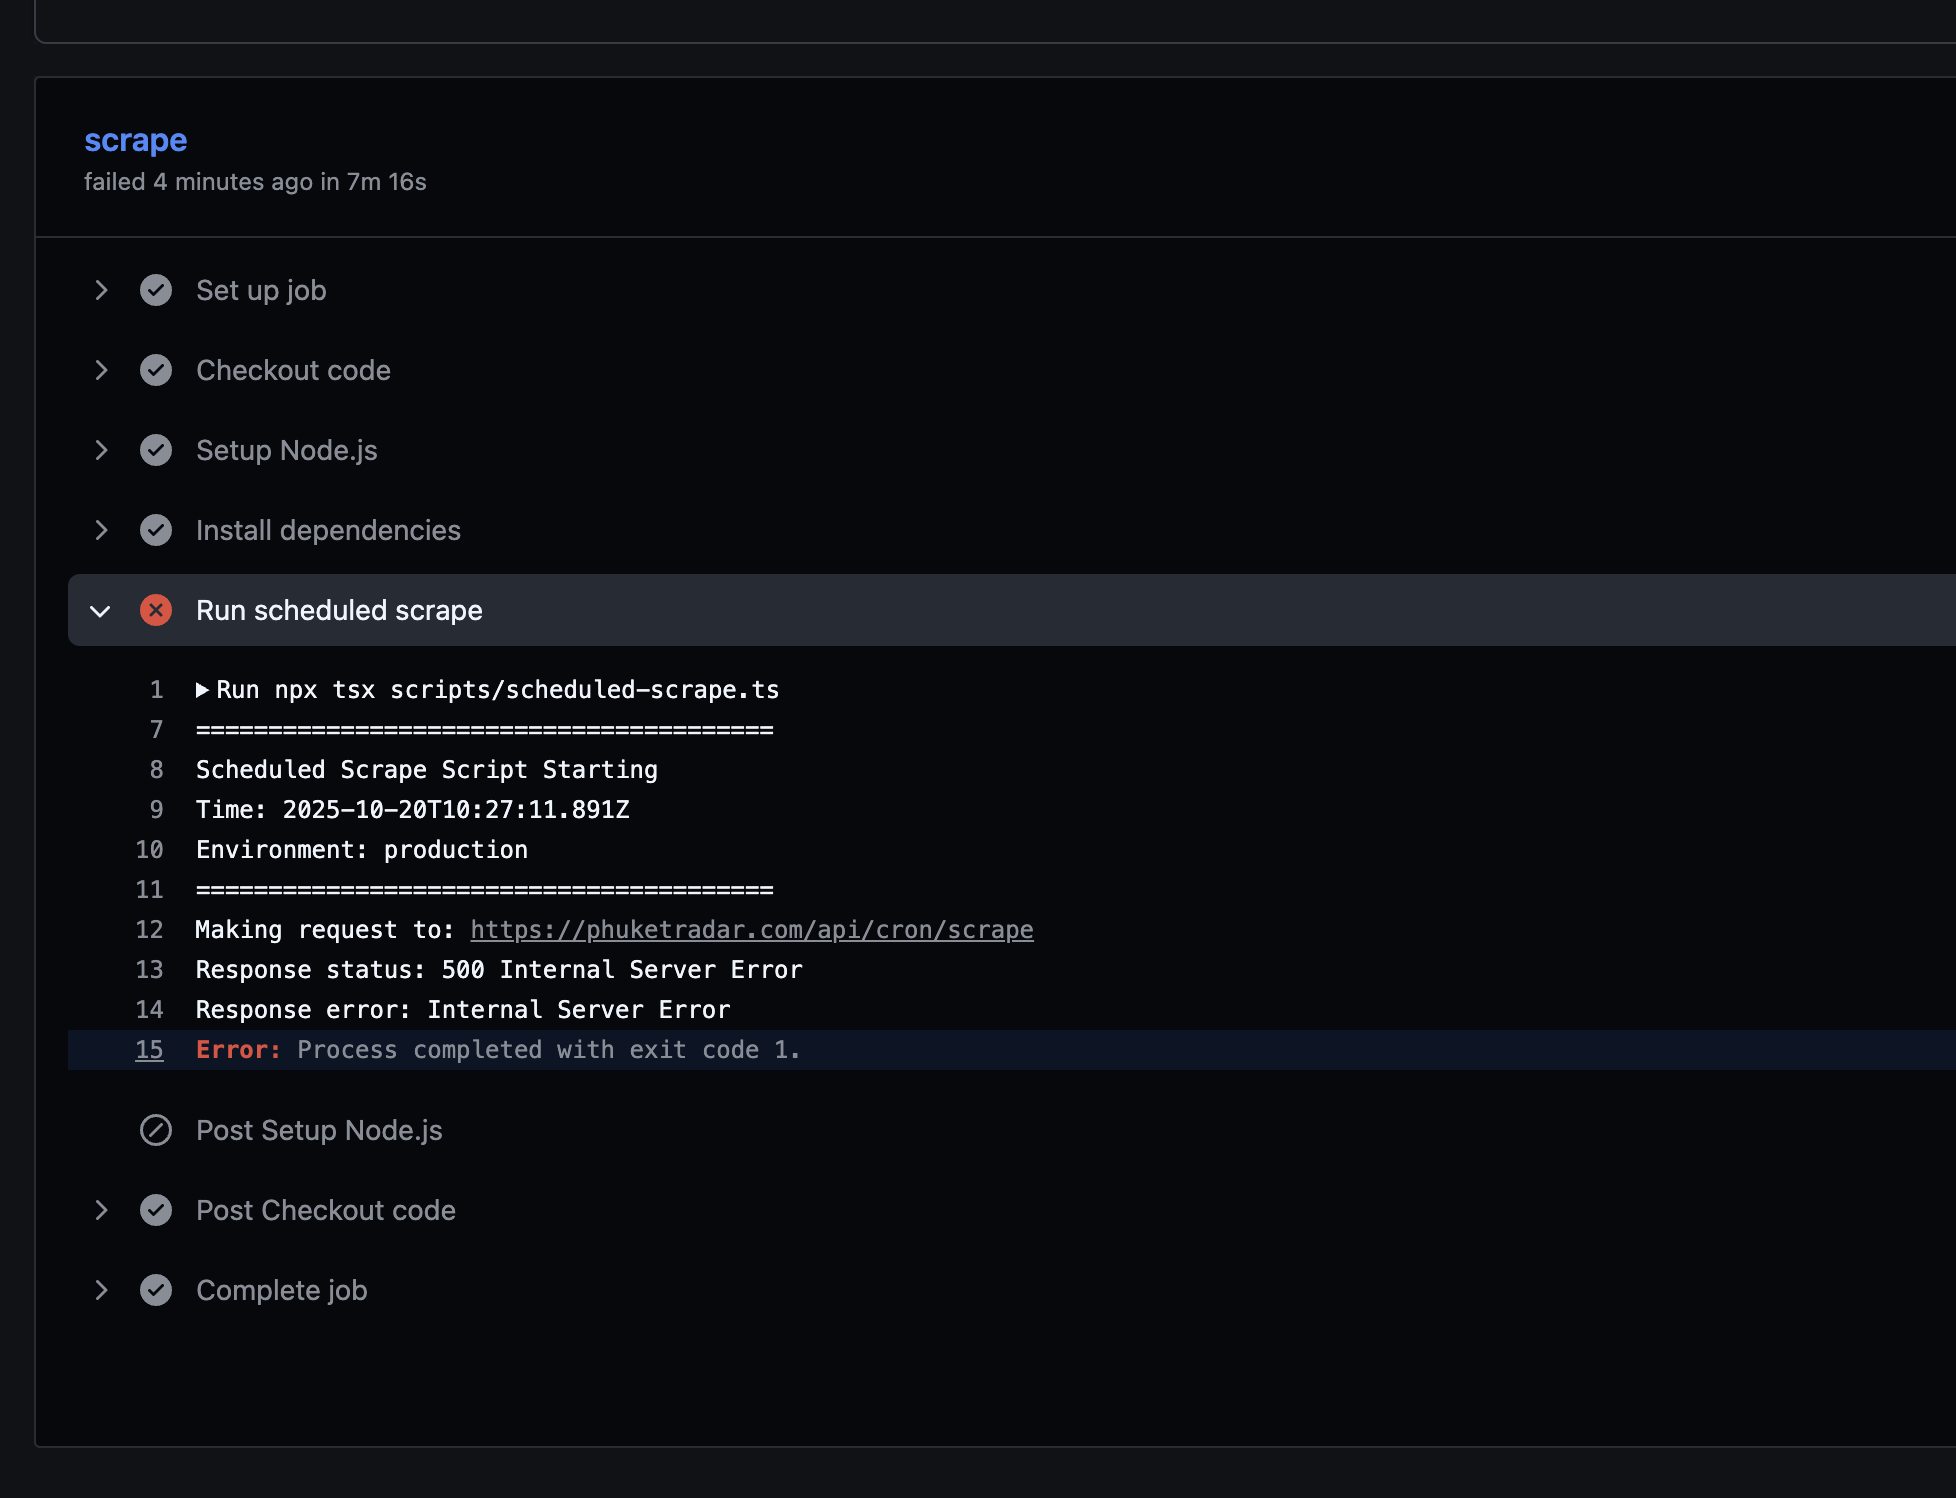 scrape
failed 4 minutes ago in 7m 16s
Set up job
Checkout code
Setup Node.js
Install dependencies
Run scheduled scrape
1 Run npx tsx scripts/scheduled-scrape.ts
7 ========================================
8 Scheduled Scrape Script Starting
9 Time: 2025-10-20T10:27:11.891Z
10 Environment: production
11 ========================================
12 Making request to: https://phuketradar.com/api/cron/scrape
13 Response status: 500 Internal Server Error
14 Response error: Internal Server Error
15 Error: Process completed with exit code 1.
Post Setup Node.js
Post Checkout code
Complete job